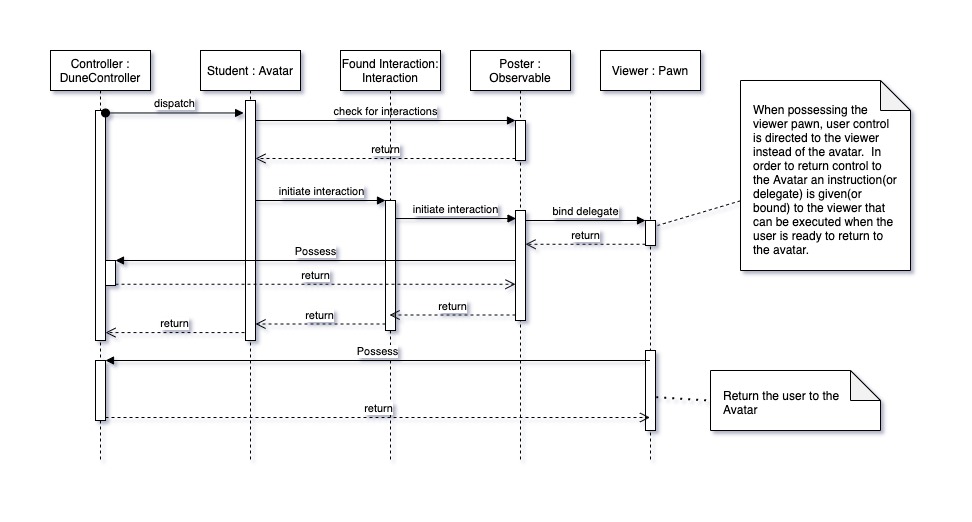 Controller :
DuneController
Student : Avatar
Found Interaction:
Interaction
Poster :
Observable
Viewer : Pawn
dispatch
check for interactions
When possessing the
viewer pawn, user control
is directed to the viewer
instead of the avatar. In
order to return control to
the Avatar an instruction(or
delegate) is given(or
bound) to the viewer that
can be executed when the
user is ready to return to
the avatar.
return
initiate interaction
initiate interaction
bind delegate
return
Possess
return
return
return
return
Possess
Return the user to the
Avatar
return